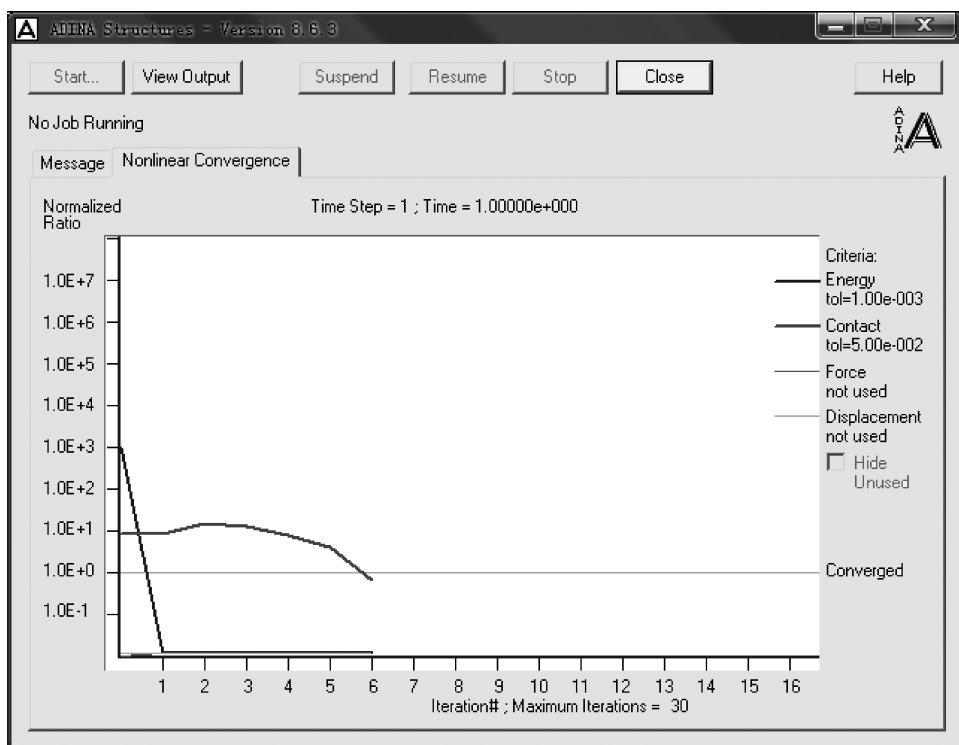 A ADINA Structures - Version 8.6.3
Start... View Output Suspend Resume Stop Close Help
No Job Running
ADINA A
Message Nonlinear Convergence
Normalized
Ratio
Time Step = 1 ; Time = 1.00000e+000
1.0E+7
1.0E+6
1.0E+5
1.0E+4
1.0E+3
1.0E+2
1.0E+1
1.0E+0
1.0E-1
Criteria:
Energy
tol=1.00e-003
Contact
tol=5.00e-002
Force
not used
Displacement
not used
Hide
Unused
Converged
1 2 3 4 5 6 7 8 9 10 11 12 13 14 15 16
Iteration# ; Maximum Iterations = 30